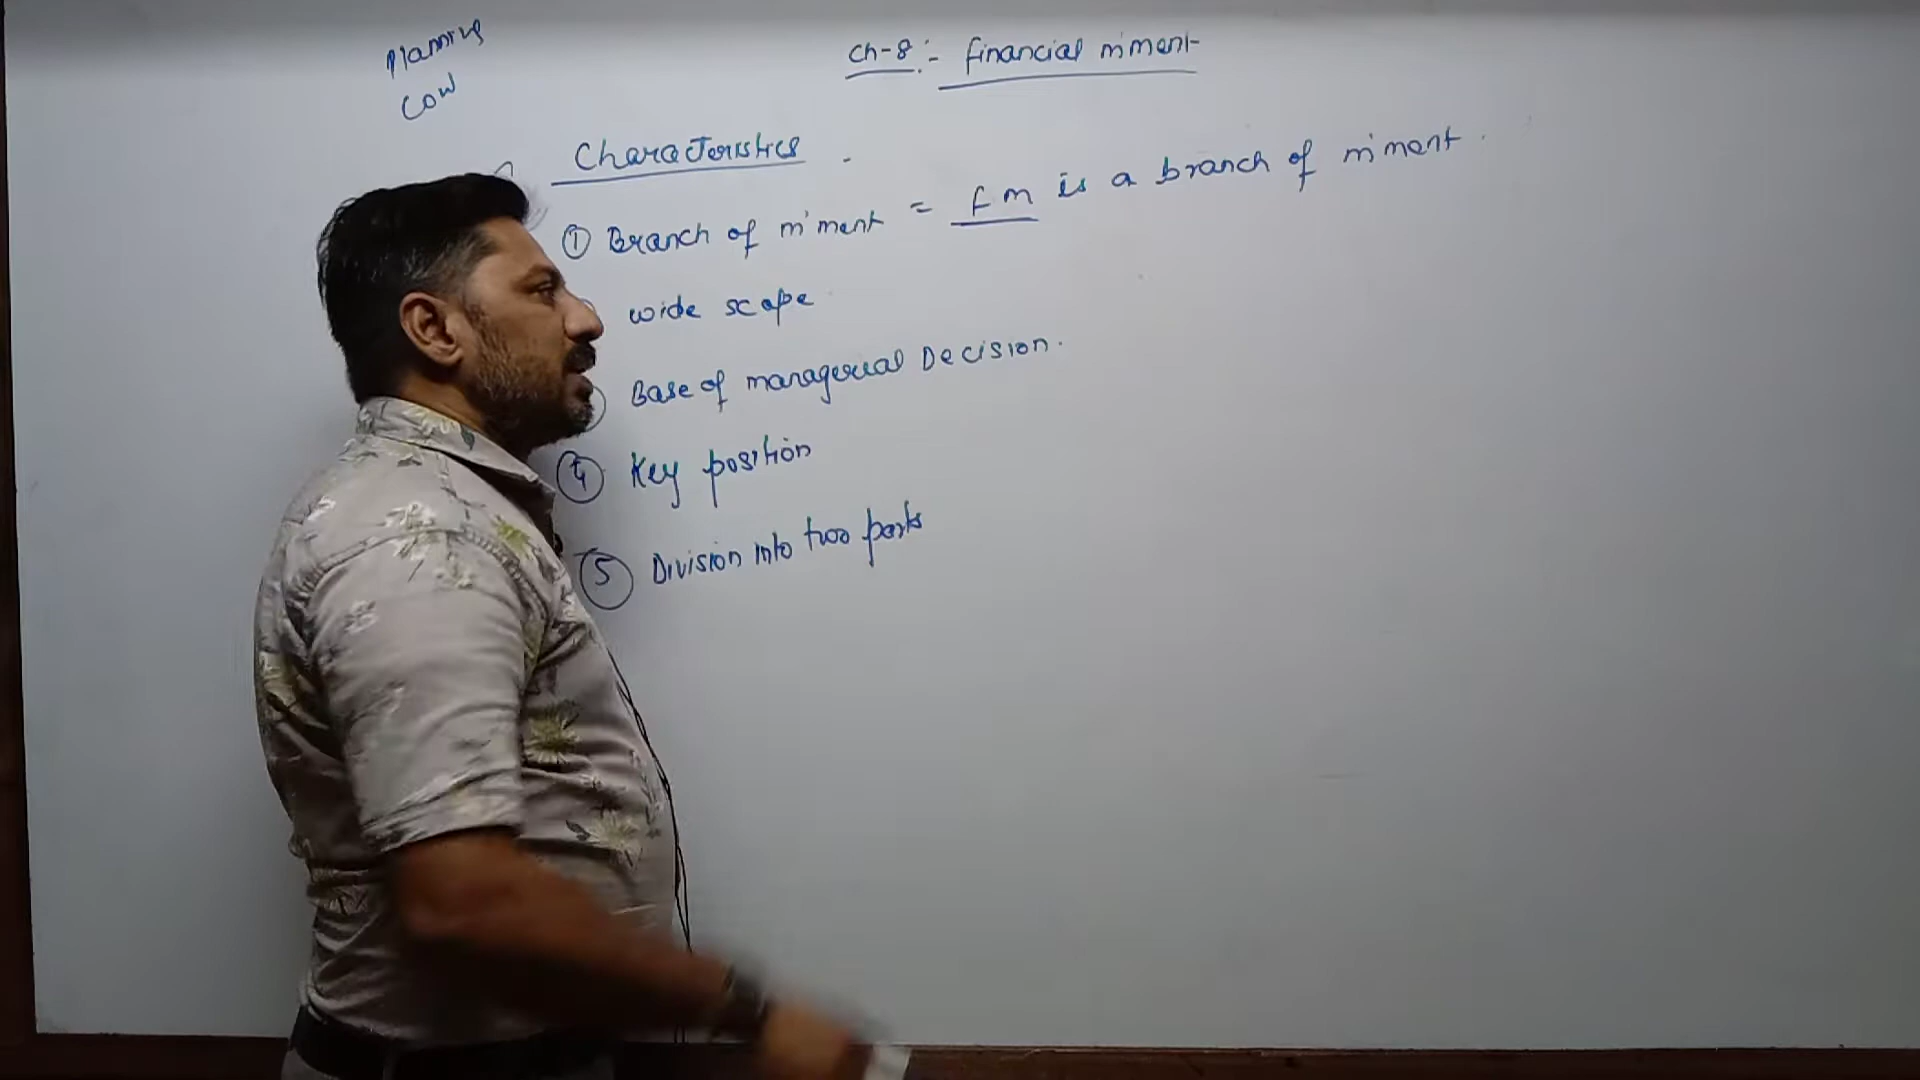 Planning
Ch-8:- financial m'ment
Characteristics.
① Branch of m'ment = FM is a branch of m'ment.
wide scope
Base of managerial Decision.
④ Key position
⑤ Division into two parts